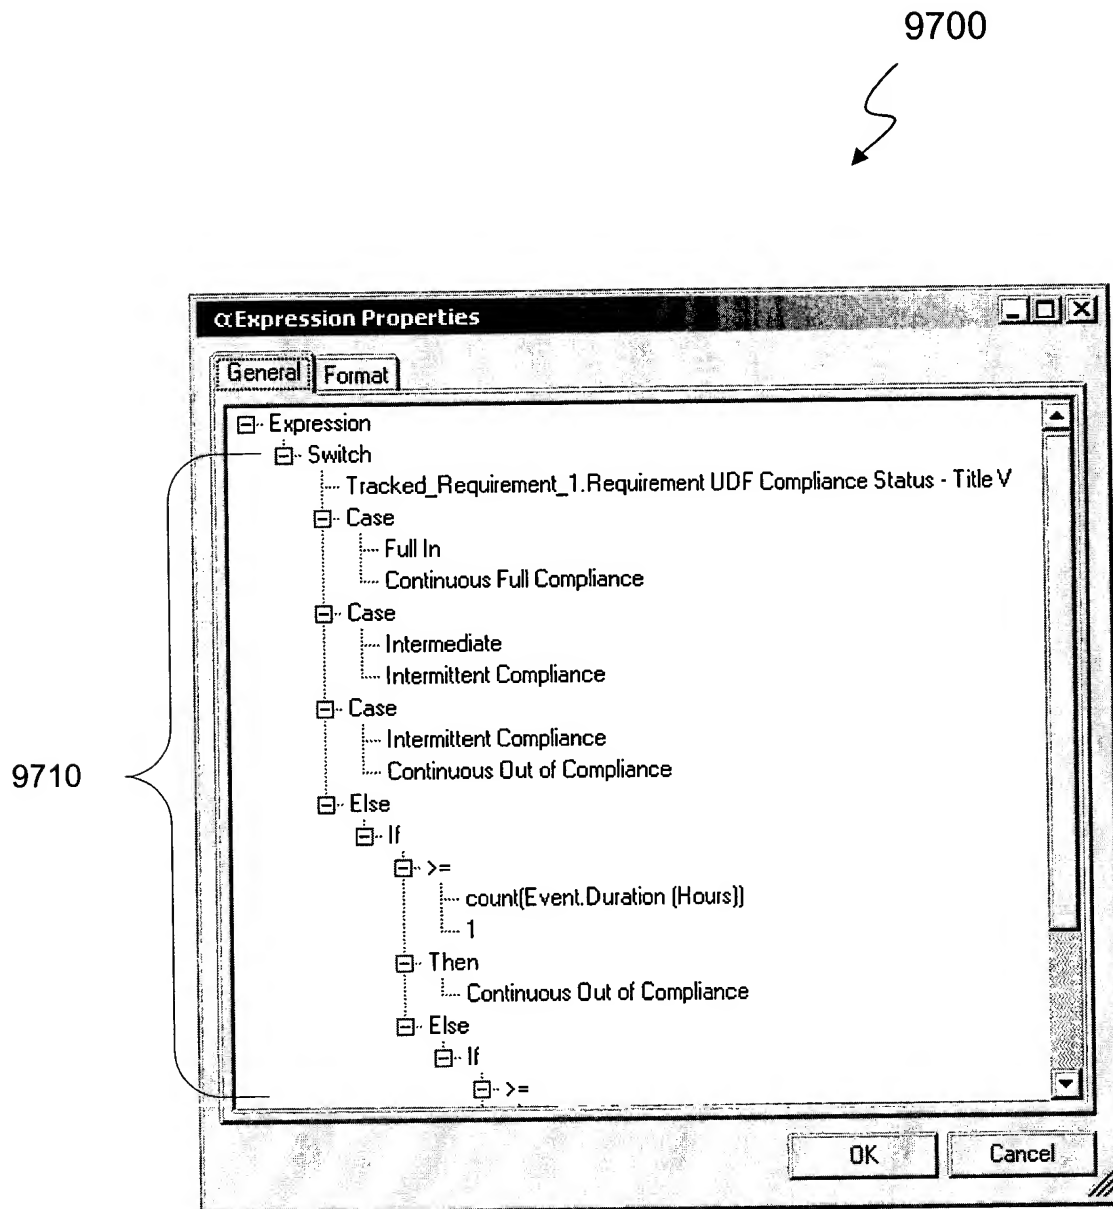 9700
αExpression Properties
General Format
Expression
Switch
Tracked_Requirement_1.Requirement UDF Compliance Status - Title V
Case
Full In
Continuous Full Compliance
Case
Intermediate
Intermittent Compliance
Case
Intermittent Compliance
Continuous Out of Compliance
9710
Else
If
>=
count(Event.Duration (Hours))
1
Then
Continuous Out of Compliance
Else
If
>=
OK Cancel